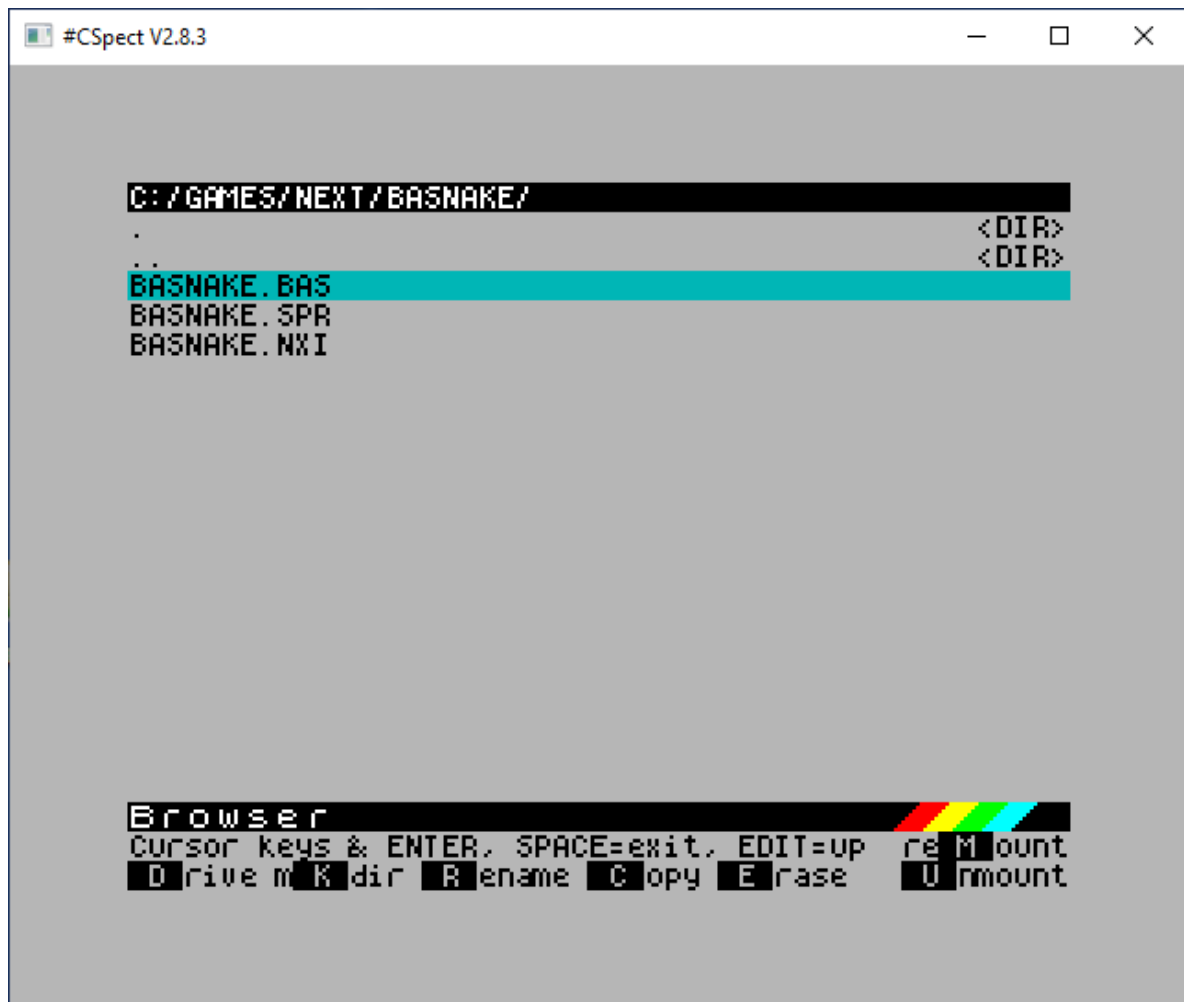 #CSpect V2.8.3
C:/GAMES/NEXT/BASNAKE/
. <DIR>
.. <DIR>
BASNAKE.BAS
BASNAKE.SPR
BASNAKE.NXI
Browser
Cursor keys & ENTER, SPACE=exit, EDIT=up reMount
Drive mKdir Rename Copy Erase Unmount